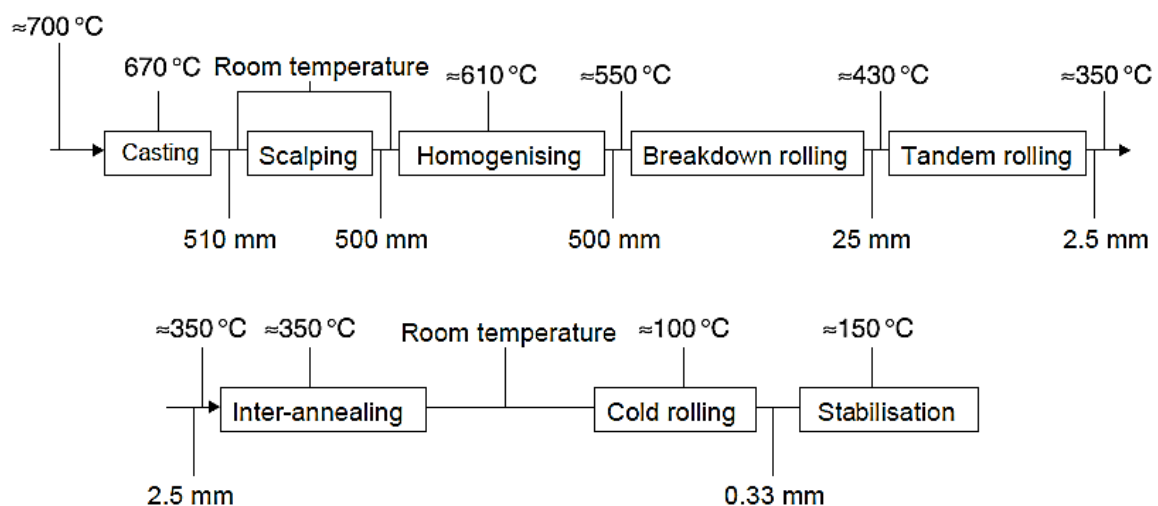 ≈700 °C
670 °C Room temperature ≈610 °C ≈550 °C ≈430 °C ≈350 °C
Casting Scalping Homogenising Breakdown rolling Tandem rolling
510 mm 500 mm 500 mm 25 mm 2.5 mm
≈350 °C ≈350 °C Room temperature ≈100 °C ≈150 °C
Inter-annealing Cold rolling Stabilisation
2.5 mm 0.33 mm